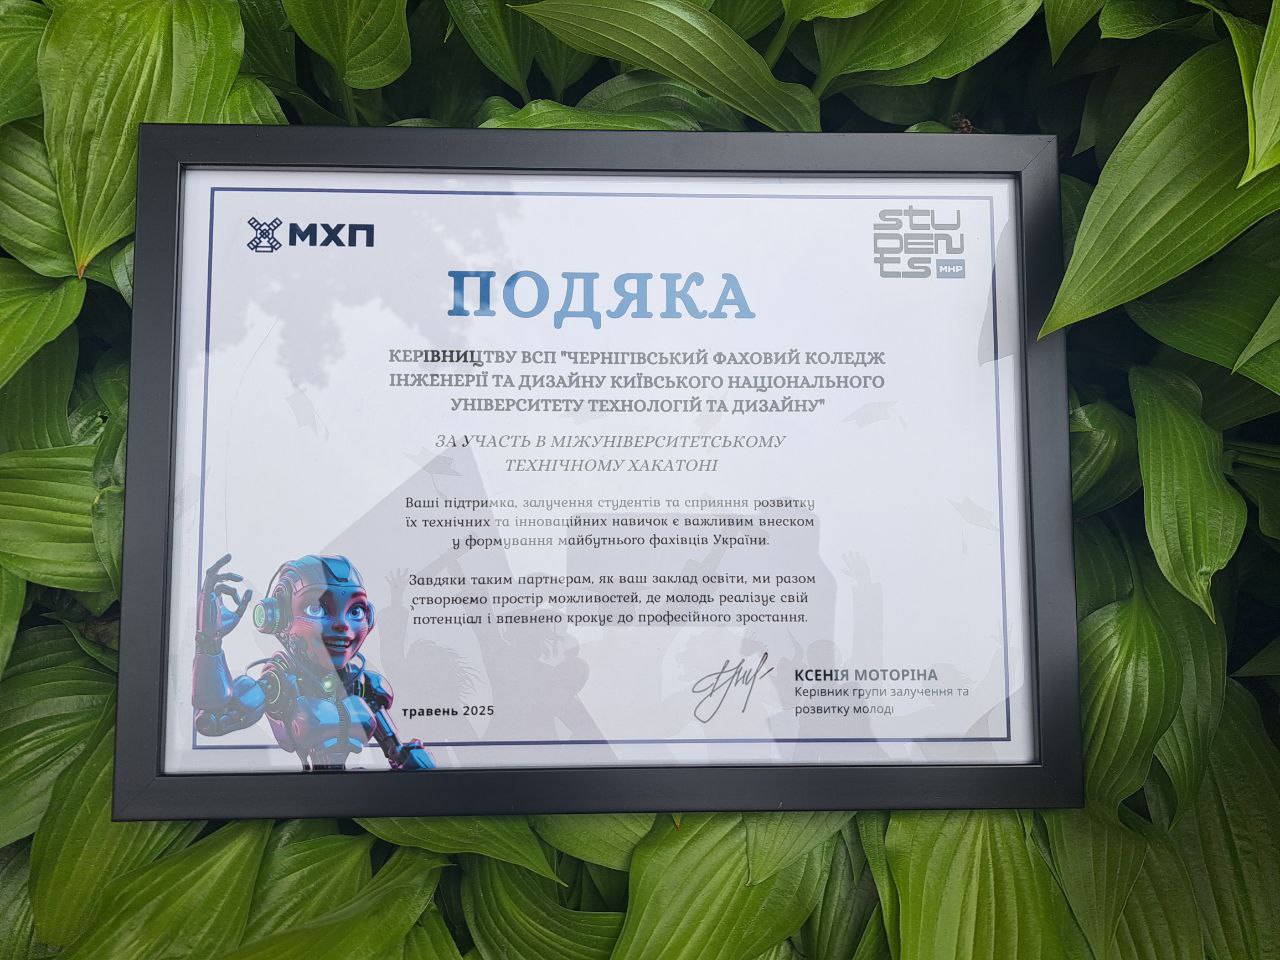 МХП
STUDENTS
MHP
ПОДЯКА
КЕРІВНИЦТВУ ВСП "ЧЕРНІГІВСЬКИЙ ФАХОВИЙ КОЛЕДЖ
ІНЖЕНЕРІЇ ТА ДИЗАЙНУ КИЇВСЬКОГО НАЦІОНАЛЬНОГО
УНІВЕРСИТЕТУ ТЕХНОЛОГІЙ ТА ДИЗАЙНУ"
ЗА УЧАСТЬ В МІЖУНІВЕРСИТЕТСЬКОМУ
ТЕХНІЧНОМУ ХАКАТОНІ
Ваші підтримка, залучення студентів та сприяння розвитку
їх технічних та інноваційних навичок є важливим внеском
у формування майбутнього фахівців України.
Завдяки таким партнерам, як ваш заклад освіти, ми разом
створюємо простір можливостей, де молодь реалізує свій
потенціал і впевнено крокує до професійного зростання.
КСЕНІЯ МОТОРІНА
Керівник групи залучення та
розвитку молоді
травень 2025